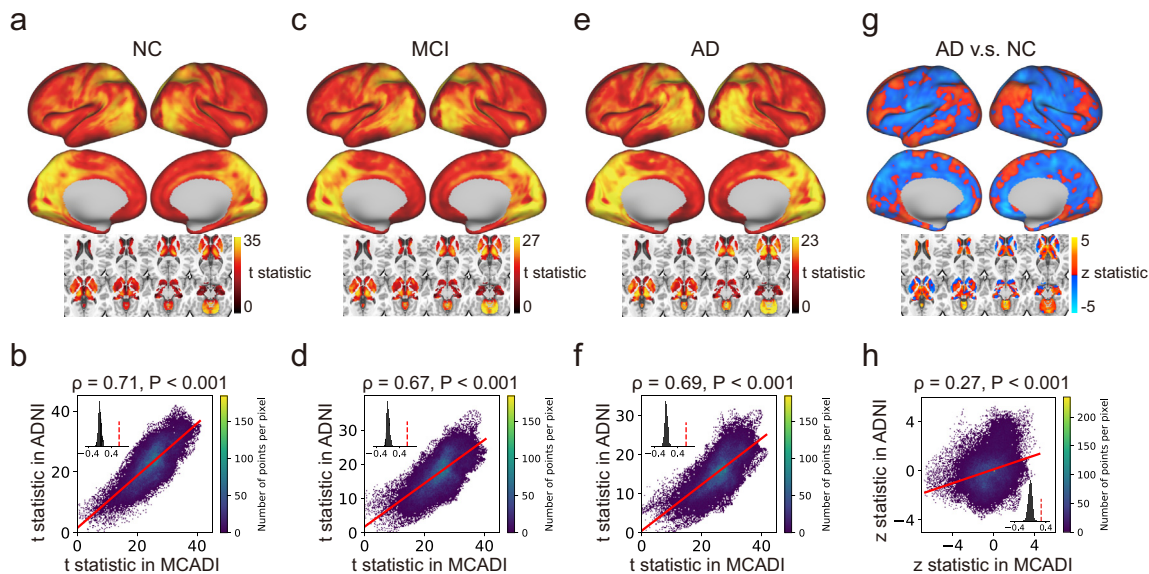 a
NC
35
t statistic
0
c
MCI
27
t statistic
0
e
AD
23
t statistic
0
g
AD v.s. NC
5
z statistic
-5
b
ρ = 0.71, P < 0.001
t statistic in ADNI
40
20
0
0
20
40
t statistic in MCADI
−0.4
0.4
150
100
50
0
Number of points per pixel
d
ρ = 0.67, P < 0.001
t statistic in ADNI
30
20
10
0
0
20
40
t statistic in MCADI
−0.4
0.4
150
100
50
0
Number of points per pixel
f
ρ = 0.69, P < 0.001
t statistic in ADNI
30
20
10
0
0
20
40
t statistic in MCADI
−0.4
0.4
150
100
50
0
Number of points per pixel
h
ρ = 0.27, P < 0.001
z statistic in ADNI
4
0
−4
−4
0
4
z statistic in MCADI
−0.4
0.4
200
150
100
50
0
Number of points per pixel